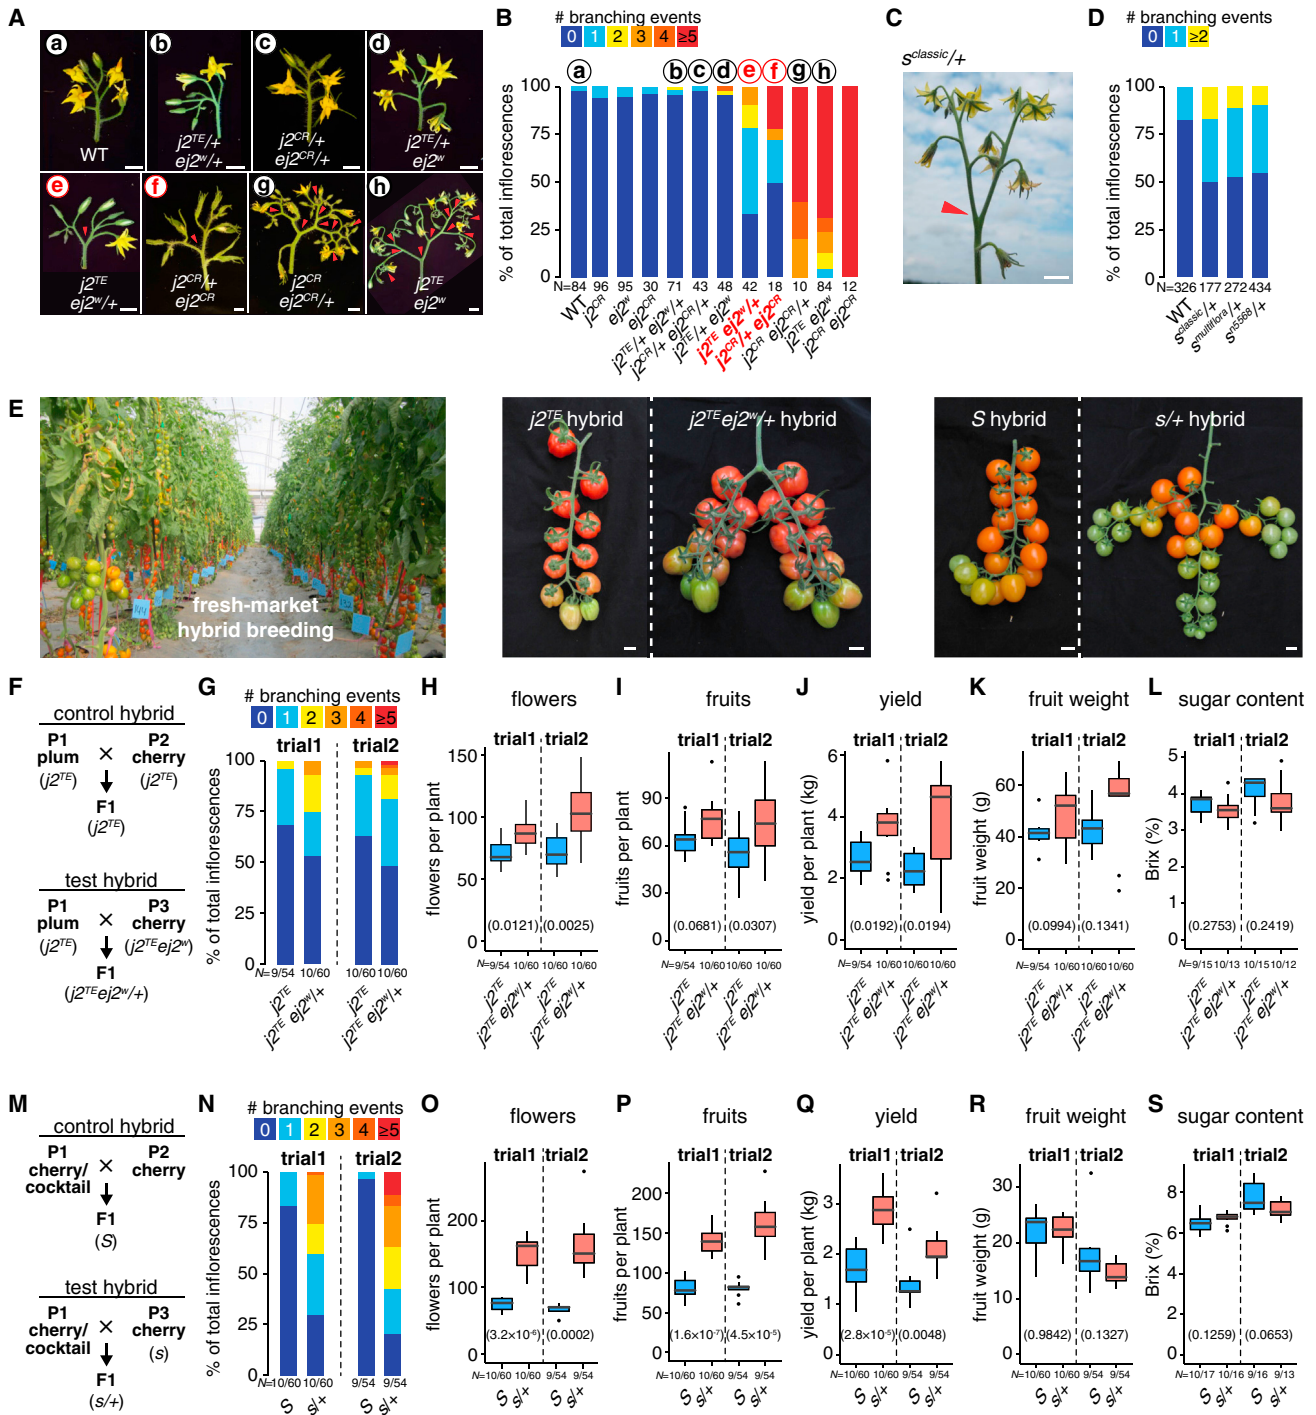 A
a
b
c
d
WT
j2TE/+
ej2w/+
j2CR/+
ej2CR/+
j2TE/+
ej2w
e
f
g
h
j2TE
ej2w/+
j2CR/+
ej2CR
j2CR
ej2CR/+
j2TE
ej2w
B
# branching events
0 1 2 3 4 ≥5
a b c d e f g h
% of total inflorescences
100
75
50
25
0
N=84 96 95 30 71 43 48 42 18 10 84 12
WT
j2CR
ej2w
ej2CR
j2TE/+ ej2w/+
j2CR/+ ej2CR/+
j2TE/+ ej2w
j2TE ej2w/+
j2CR/+ ej2CR
j2CR ej2CR/+
j2TE ej2w
j2CR ej2CR
C
sclassic/+
D
# branching events
0 1 ≥2
% of total inflorescences
100
75
50
25
0
N=326 177 272 434
WT
sclassic/+
smultiflora/+
sn5568/+
E
fresh-market
hybrid breeding
j2TE hybrid
j2TEej2w/+ hybrid
S hybrid
s/+ hybrid
F
control hybrid
P1 × P2
plum cherry
(j2TE) (j2TE)
F1
(j2TE)
test hybrid
P1 × P3
plum cherry
(j2TE) (j2TEej2w)
F1
(j2TEej2w/+)
G
# branching events
0 1 2 3 4 ≥5
trial1 trial2
% of total inflorescences
100
75
50
25
0
N=9/54 10/60 10/60 10/60
j2TE
j2TE ej2w/+
j2TE
j2TE ej2w/+
H
flowers
trial1 trial2
flowers per plant
150
100
50
0
(0.0121) (0.0025)
N=9/54 10/60 10/60 10/60
j2TE
j2TE ej2w/+
j2TE
j2TE ej2w/+
I
fruits
trial1 trial2
fruits per plant
90
60
30
0
(0.0681) (0.0307)
N=9/54 10/60 10/60 10/60
j2TE
j2TE ej2w/+
j2TE
j2TE ej2w/+
J
yield
trial1 trial2
yield per plant (kg)
6
4
2
0
(0.0192) (0.0194)
N=9/54 10/60 10/60 10/60
j2TE
j2TE ej2w/+
j2TE
j2TE ej2w/+
K
fruit weight
trial1 trial2
fruit weight (g)
60
40
20
0
(0.0994) (0.1341)
N=9/54 10/60 10/60 10/60
j2TE
j2TE ej2w/+
j2TE
j2TE ej2w/+
L
sugar content
trial1 trial2
Brix (%)
5
4
3
2
1
0
(0.2753) (0.2419)
N=9/15 10/13 10/15 10/12
j2TE
j2TE ej2w/+
j2TE
j2TE ej2w/+
M
control hybrid
P1 × P2
cherry/ cherry
cocktail
F1
(S)
test hybrid
P1 × P3
cherry/ cherry
cocktail (s)
F1
(s/+)
N
# branching events
0 1 2 3 4 ≥5
trial1 trial2
% of total inflorescences
100
75
50
25
0
N=10/60 10/60 9/54 9/54
S s/+ S s/+
O
flowers
trial1 trial2
flowers per plant
200
100
0
(3.2×10-6) (0.0002)
N=10/60 10/60 9/54 9/54
S s/+ S s/+
P
fruits
trial1 trial2
fruits per plant
200
150
100
50
0
(1.6×10-7) (4.5×10-5)
N=10/60 10/60 9/54 9/54
S s/+ S s/+
Q
yield
trial1 trial2
yield per plant (kg)
3
2
1
0
(2.8×10-5) (0.0048)
N=10/60 10/60 9/54 9/54
S s/+ S s/+
R
fruit weight
trial1 trial2
fruit weight (g)
30
20
10
0
(0.9842) (0.1327)
N=10/60 10/60 9/54 9/54
S s/+ S s/+
S
sugar content
trial1 trial2
Brix (%)
8
6
4
2
0
(0.1259) (0.0653)
N=10/17 10/16 9/16 9/13
S s/+ S s/+